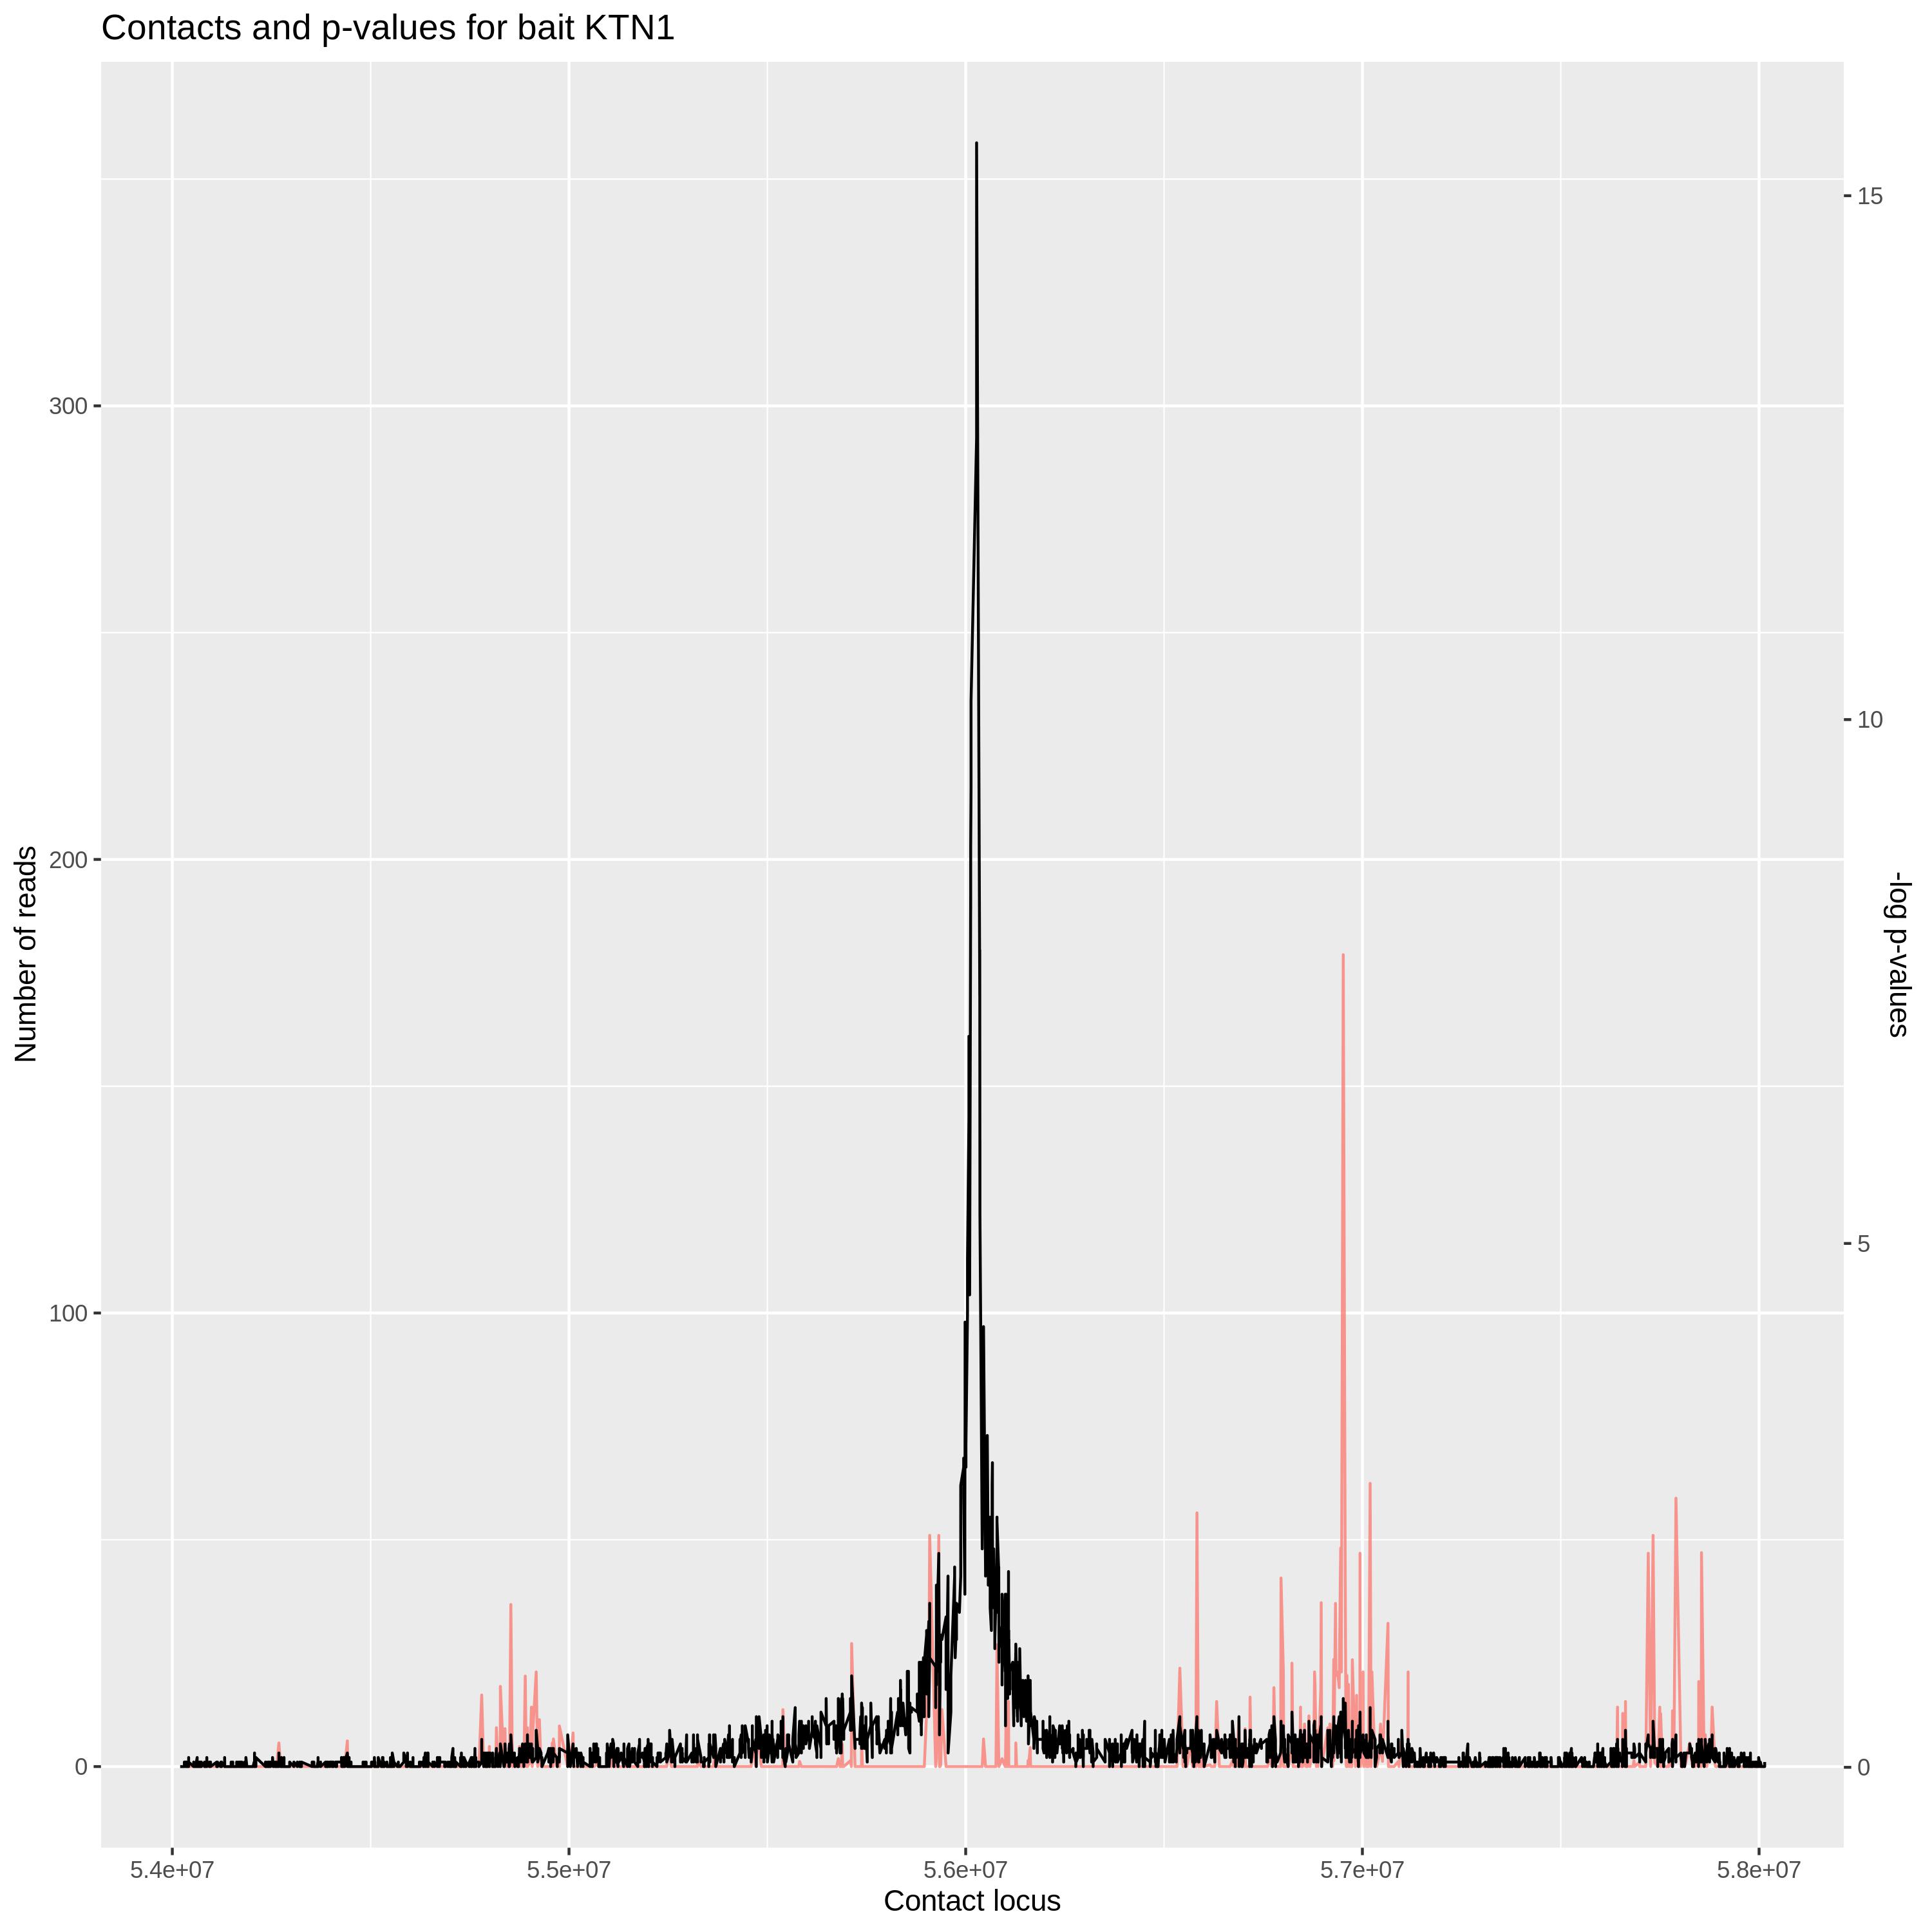 Contacts and p-values for bait KTN1
Number of reads
300
200
100
0
15
10
5
0
-log p-values
5.4e+07
5.5e+07
5.6e+07
5.7e+07
5.8e+07
Contact locus